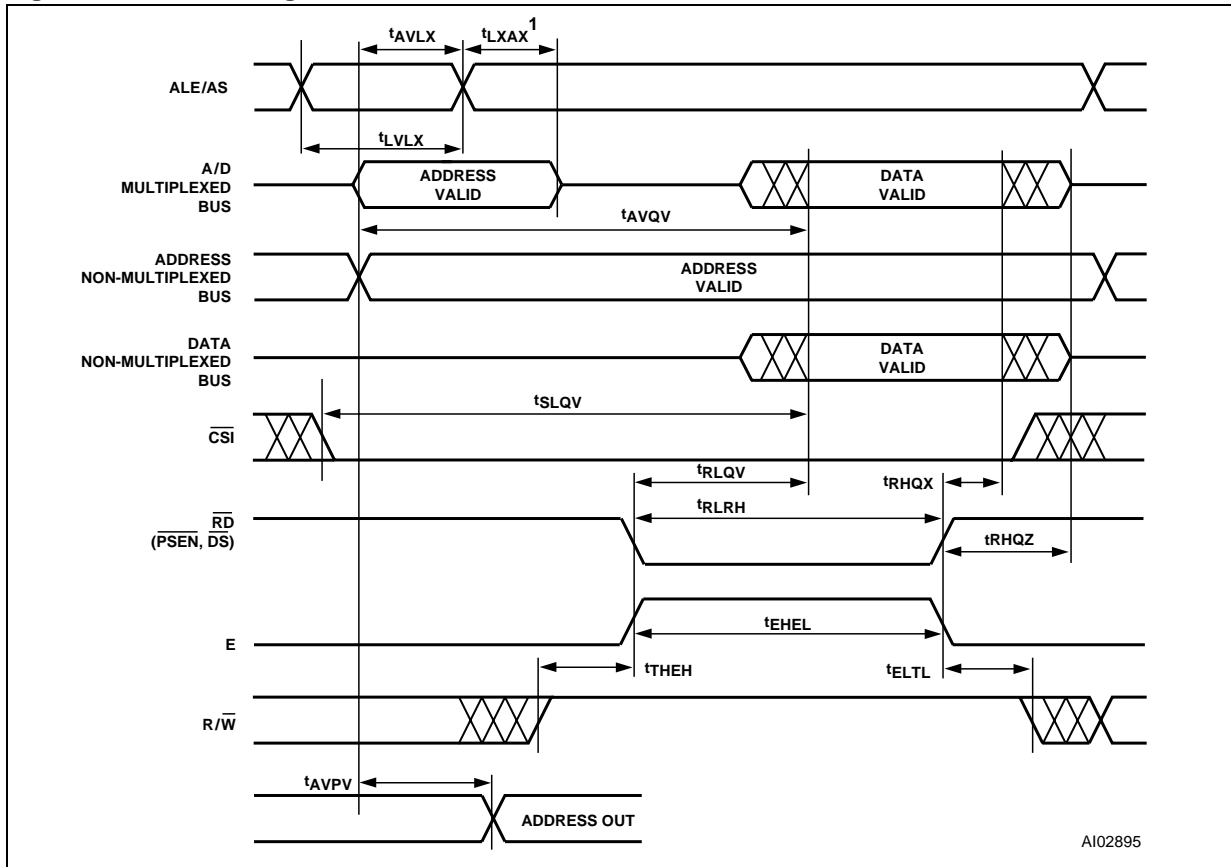 tAVLX tLXAX 1
ALE/AS
tLVLX
A/D
MULTIPLEXED
BUS
ADDRESS
VALID
DATA
VALID
tAVQV
ADDRESS
NON-MULTIPLEXED
BUS
ADDRESS
VALID
DATA
NON-MULTIPLEXED
BUS
DATA
VALID
tSLQV
CSI
tRLQV
tRHQX
tRLRH
RD
(PSEN, DS)
tRHQZ
tEHEL
E
tTHEH
tELTL
R/W
tAVPV
ADDRESS OUT
AI02895